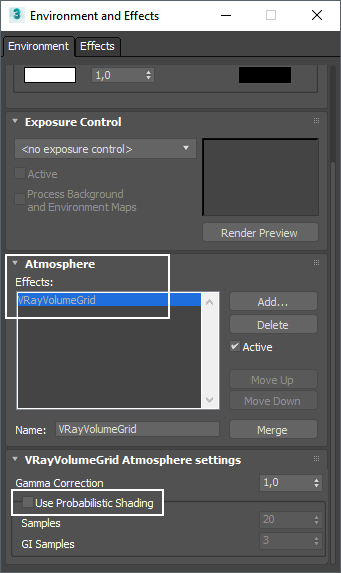 3 Environment and Effects
Environment Effects
1,0
Exposure Control
<no exposure control>
Active
Process Background
and Environment Maps
Render Preview
Atmosphere
Effects:
VRayVolumeGrid
Add...
Delete
Active
Move Up
Move Down
Name: VRayVolumeGrid
Merge
VRayVolumeGrid Atmosphere settings
Gamma Correction 1,0
Use Probabilistic Shading
Samples 20
GI Samples 3